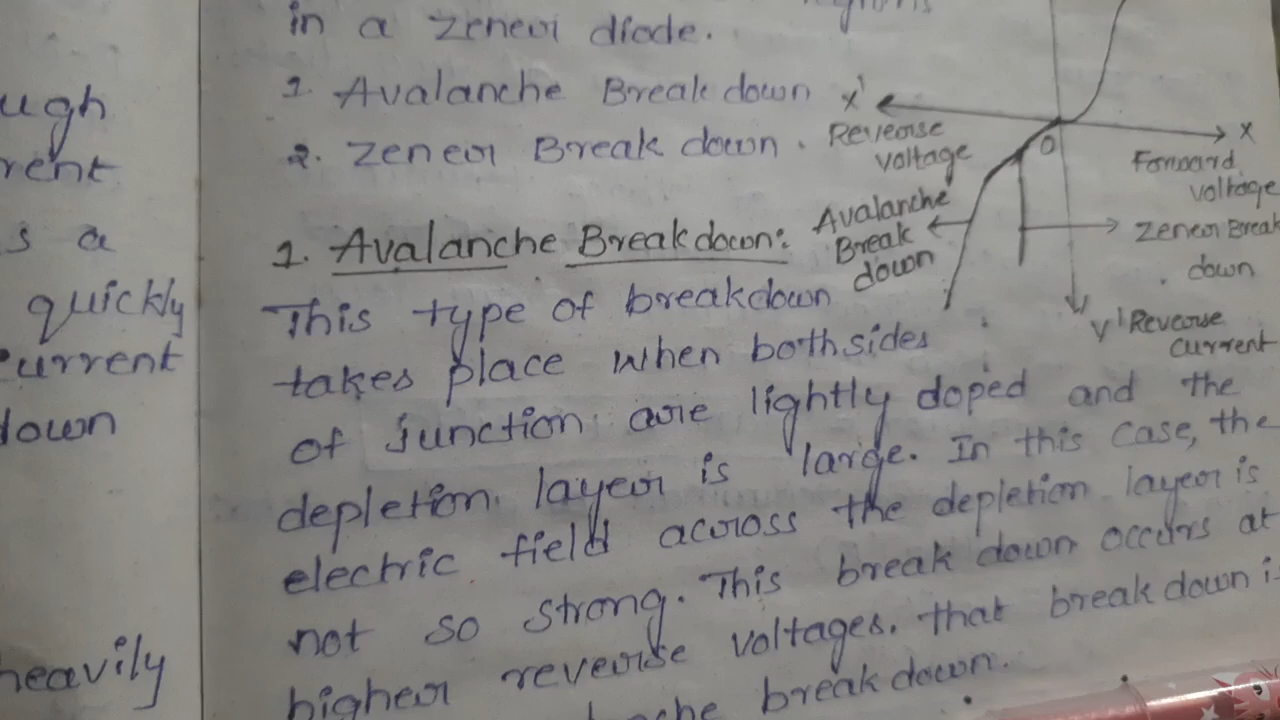 ugh
rent
s a
quickly
current
down
heavily
in a zener diode.
1. Avalanche Break down
2. Zener Break down.
X'
Reverse
voltage
O
X
Forward
voltage
Avalanche
Break
down
Zener Break
down
Y' Reverse
current
1. Avalanche Breakdown:
This type of breakdown
takes place when bothsides
of junction are lightly doped and the
depletion layer is large. In this case, the
electric field across the depletion layer is
not so strong. This break down occurs at
higher reverse voltages. that break down is
break down.